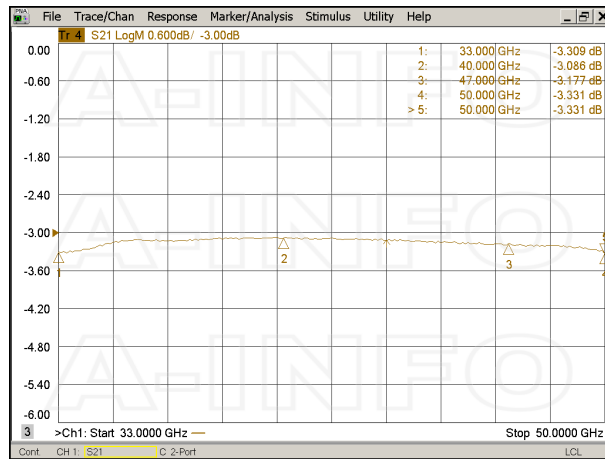 PNA File Trace/Chan Response Marker/Analysis Stimulus Utility Help
Tr 4 S21 LogM 0.600dB/ -3.00dB
1: 33.000 GHz -3.309 dB
2: 40.000 GHz -3.086 dB
3: 47.000 GHz -3.177 dB
4: 50.000 GHz -3.331 dB
> 5: 50.000 GHz -3.331 dB
0.00
-0.60
-1.20
-1.80
-2.40
-3.00
-3.60
-4.20
-4.80
-5.40
-6.00
A-INFO
A-INFO
A-INFO
1
2
3
3 >Ch1: Start 33.0000 GHz Stop 50.0000 GHz
Cont. CH 1: S21 C 2-Port LCL